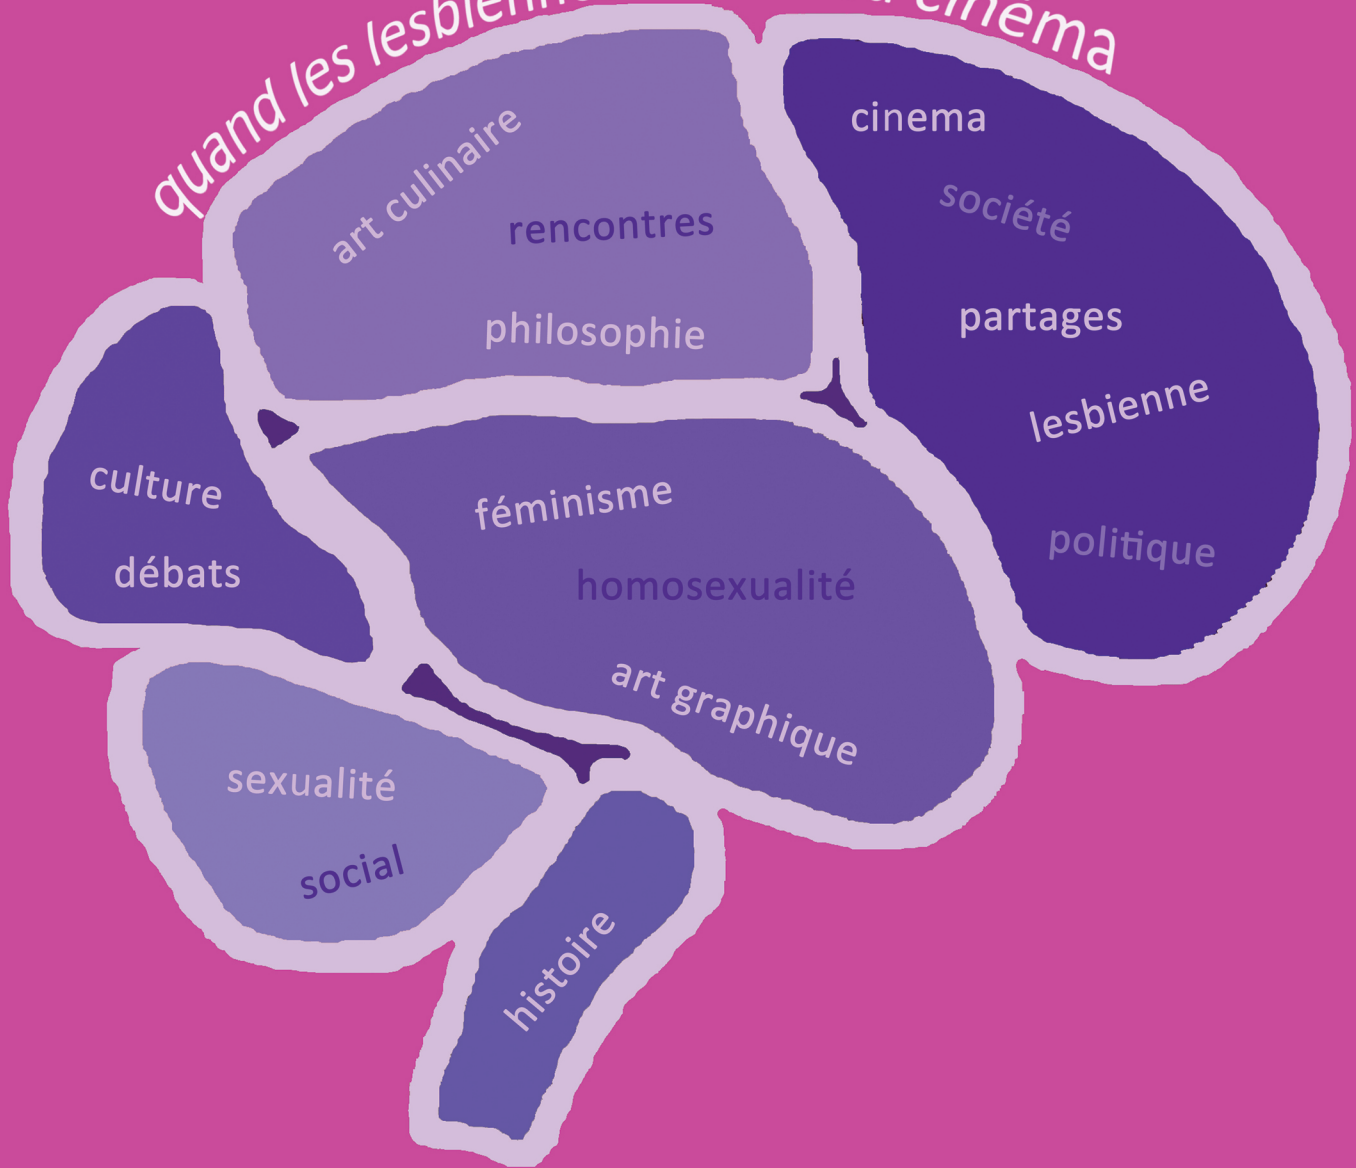 quand les lesbienn
cinéma
art culinaire
rencontres
philosophie
cinema
société
partages
lesbienne
politique
culture
débats
féminisme
homosexualité
art graphique
sexualité
social
histoire